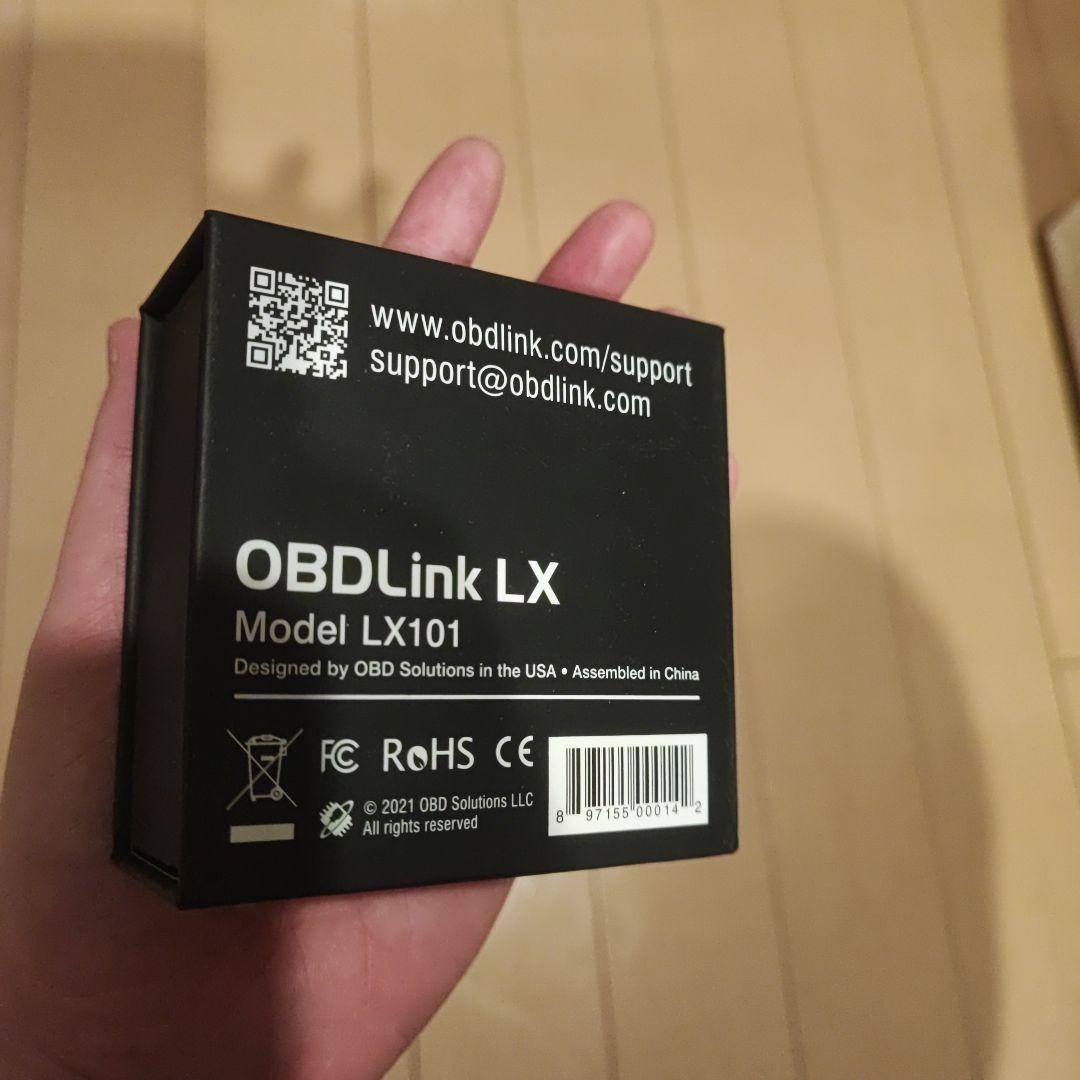 www.obdlink.com/support
support@obdlink.com
OBDLink LX
Model LX101
Designed by OBD Solutions in the USA • Assembled in China
FC RoHS CE
© 2021 OBD Solutions LLC
All rights reserved
8 97155 00014 2